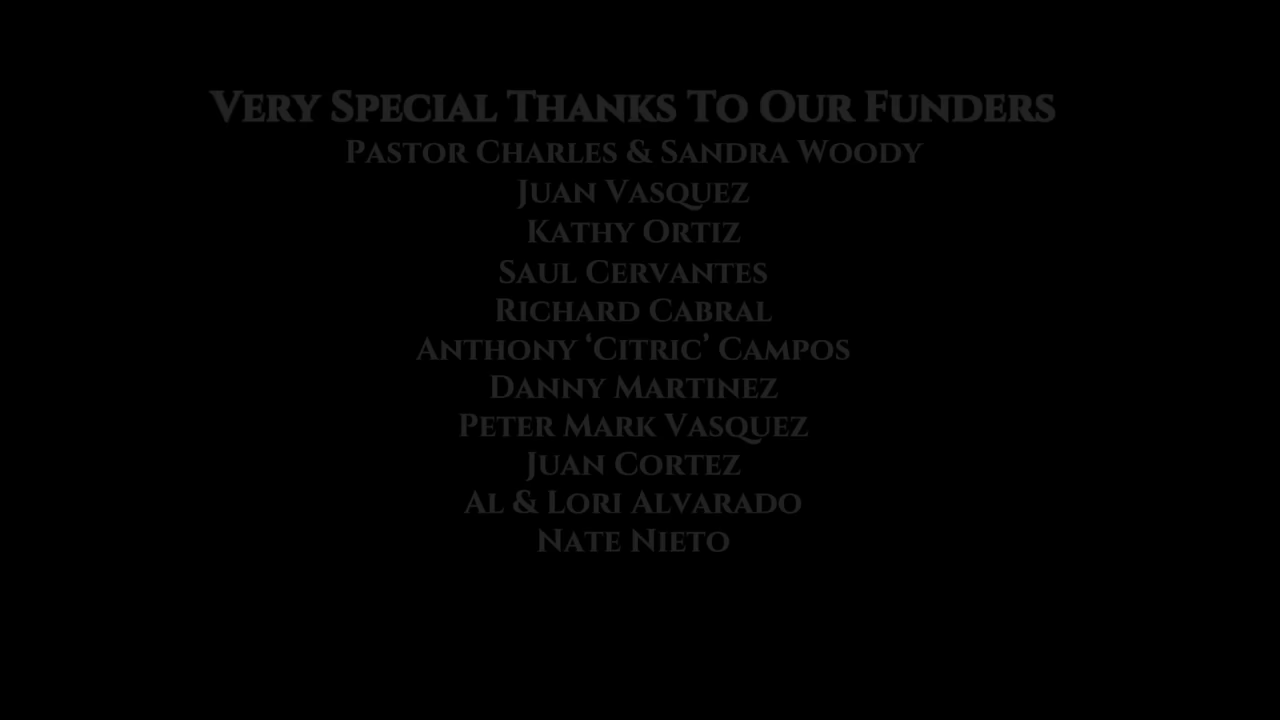 Very Special Thanks To Our Funders
Pastor Charles & Sandra Woody
Juan Vasquez
Kathy Ortiz
Saul Cervantes
Richard Cabral
Anthony ‘Citric’ Campos
Danny Martinez
Peter Mark Vasquez
Juan Cortez
Al & Lori Alvarado
Nate Nieto